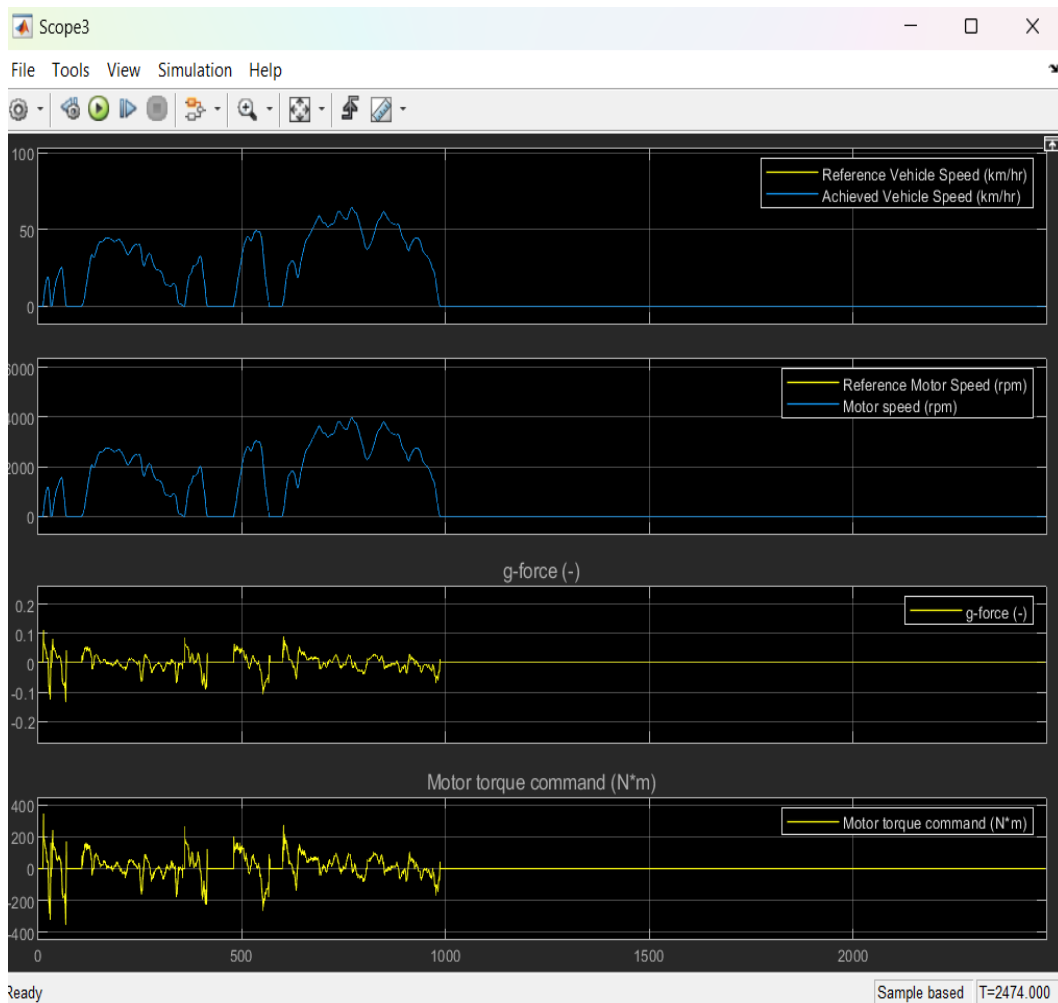 Scope3
File Tools View Simulation Help
100
50
0
Reference Vehicle Speed (km/hr)
Achieved Vehicle Speed (km/hr)
6000
4000
2000
0
Reference Motor Speed (rpm)
Motor speed (rpm)
g-force (-)
0.2
0.1
0
-0.1
-0.2
g-force (-)
Motor torque command (N*m)
400
200
0
-200
-400
Motor torque command (N*m)
0 500 1000 1500 2000
Ready Sample based T=2474.000